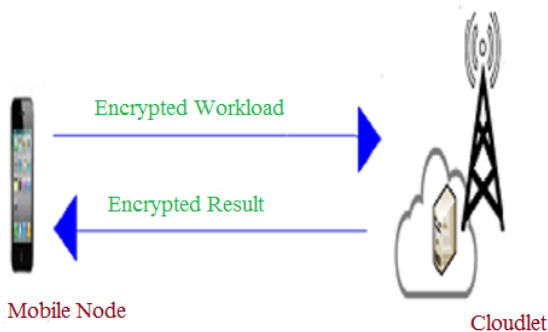 Encrypted Workload
Encrypted Result
Mobile Node
Cloudlet